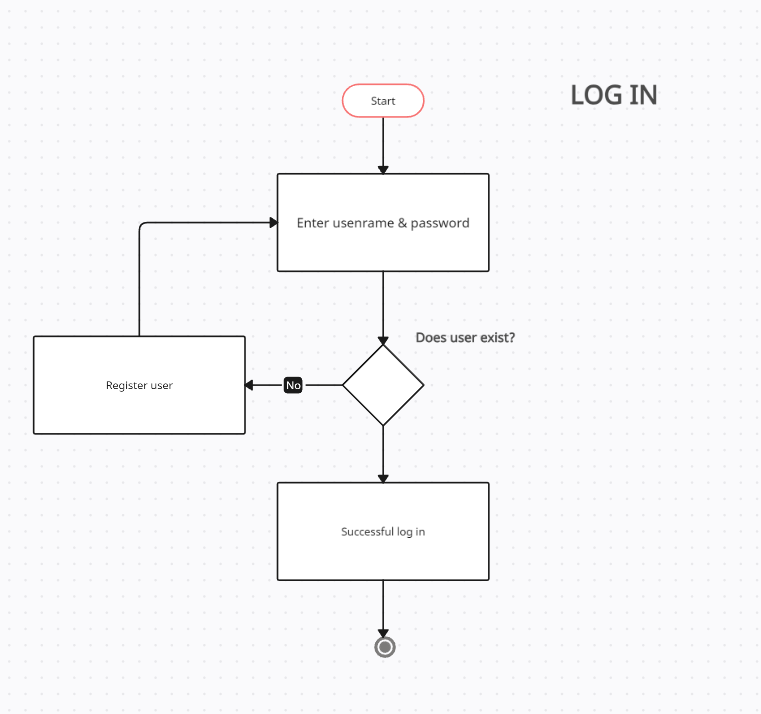 LOG IN
Start
Enter usenrame & password
Does user exist?
No
Register user
Successful log in